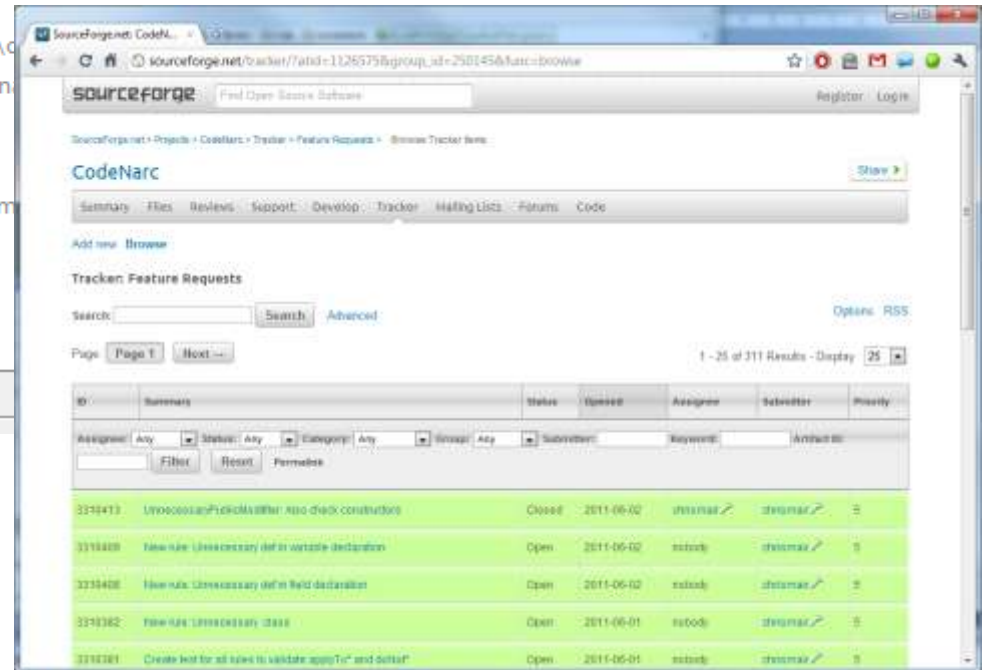 SourceForge.net: CodeN...
sourceforge.net/tracker/?atid=1126575&group_id=250145&func=browse
sourceforge
Find Open Source Software
Register Login
SourceForge.net > Projects > CodeNarc > Tracker > Feature Requests > Browse Tracker Items
CodeNarc
Share
Summary Files Reviews Support Develop Tracker Mailing Lists Forums Code
Add new Browse
Tracker: Feature Requests
Search: Search Advanced
Options RSS
Page Page 1 Next →
1 - 25 of 311 Results - Display 25
ID Summary Status Opened Assignee Submitter Priority
Assignee: Any Status: Any Category: Any Group: Any Submitter: Keyword: Artifact ID:
Filter Reset Permalink
3310413 UnnecessaryPublicModifier: Also check constructors Closed 2011-06-02 chrismair chrismair 5
New rule: Unnecessary def in variable declaration Open 2011-06-02 nobody chrismair 5
New rule: Unnecessary def in field declaration Open 2011-06-02 nobody chrismair 5
3310382 New rule: Unnecessary class Open 2011-06-01 nobody chrismair 5
3310381 Create test for all rules to validate applyTo* and doNot* Open 2011-06-01 nobody chrismair 5